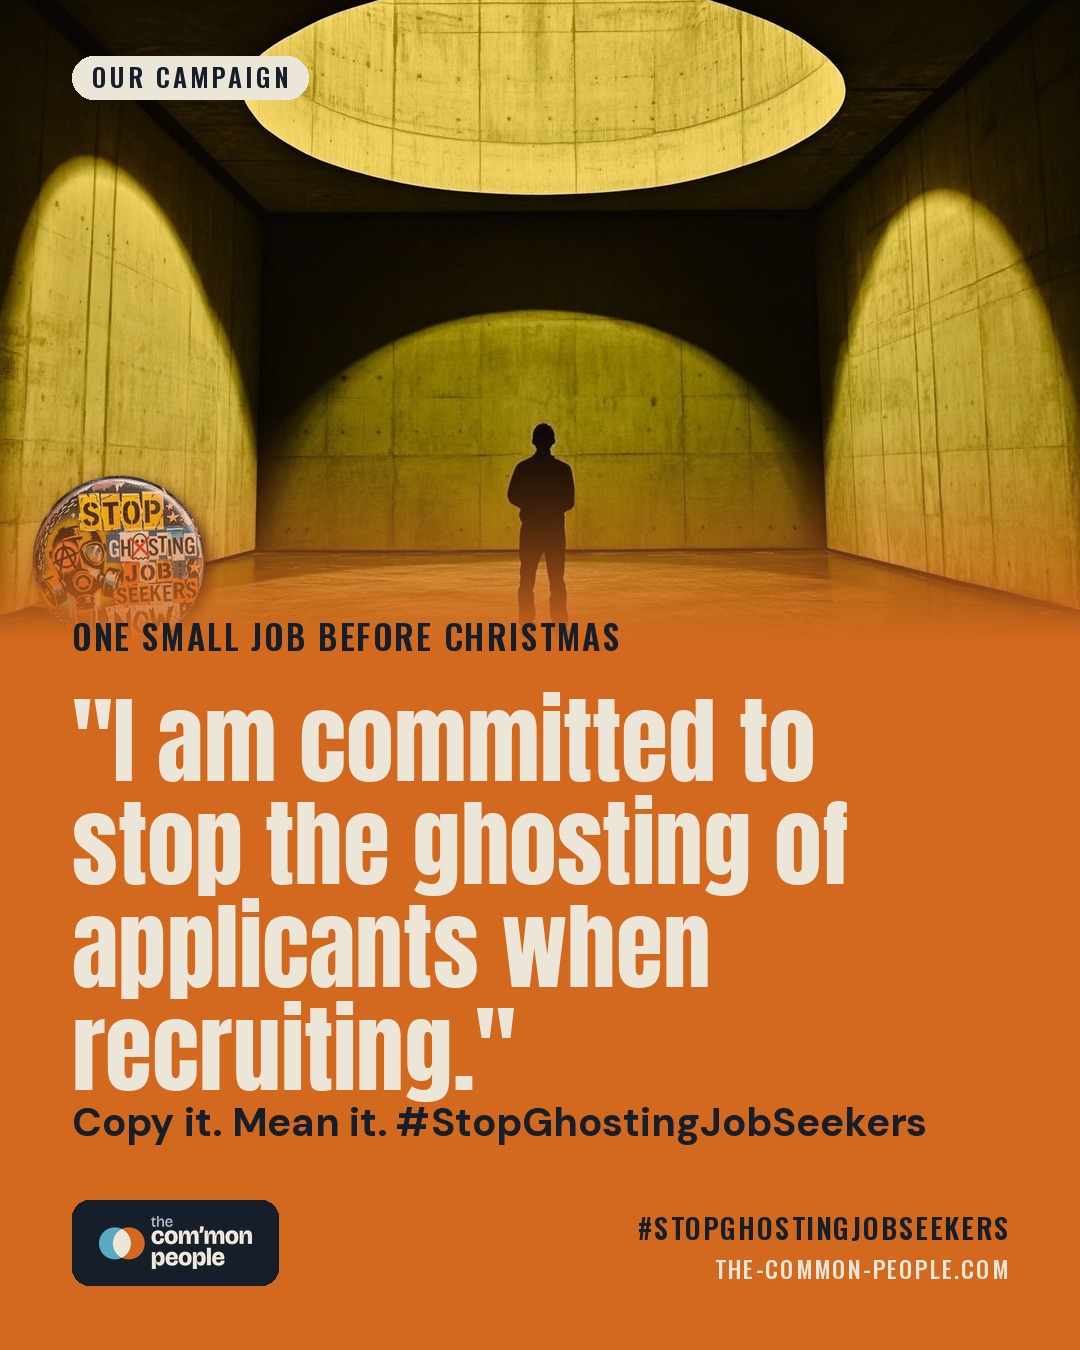 OUR CAMPAIGN
STOP
GHOSTING
JOB
SEEKERS
NOW
ONE SMALL JOB BEFORE CHRISTMAS
"I am committed to
stop the ghosting of
applicants when
recruiting."
Copy it. Mean it. #StopGhostingJobSeekers
the
com'mon
people
#STOPGHOSTINGJOBSEEKERS
THE-COMMON-PEOPLE.COM